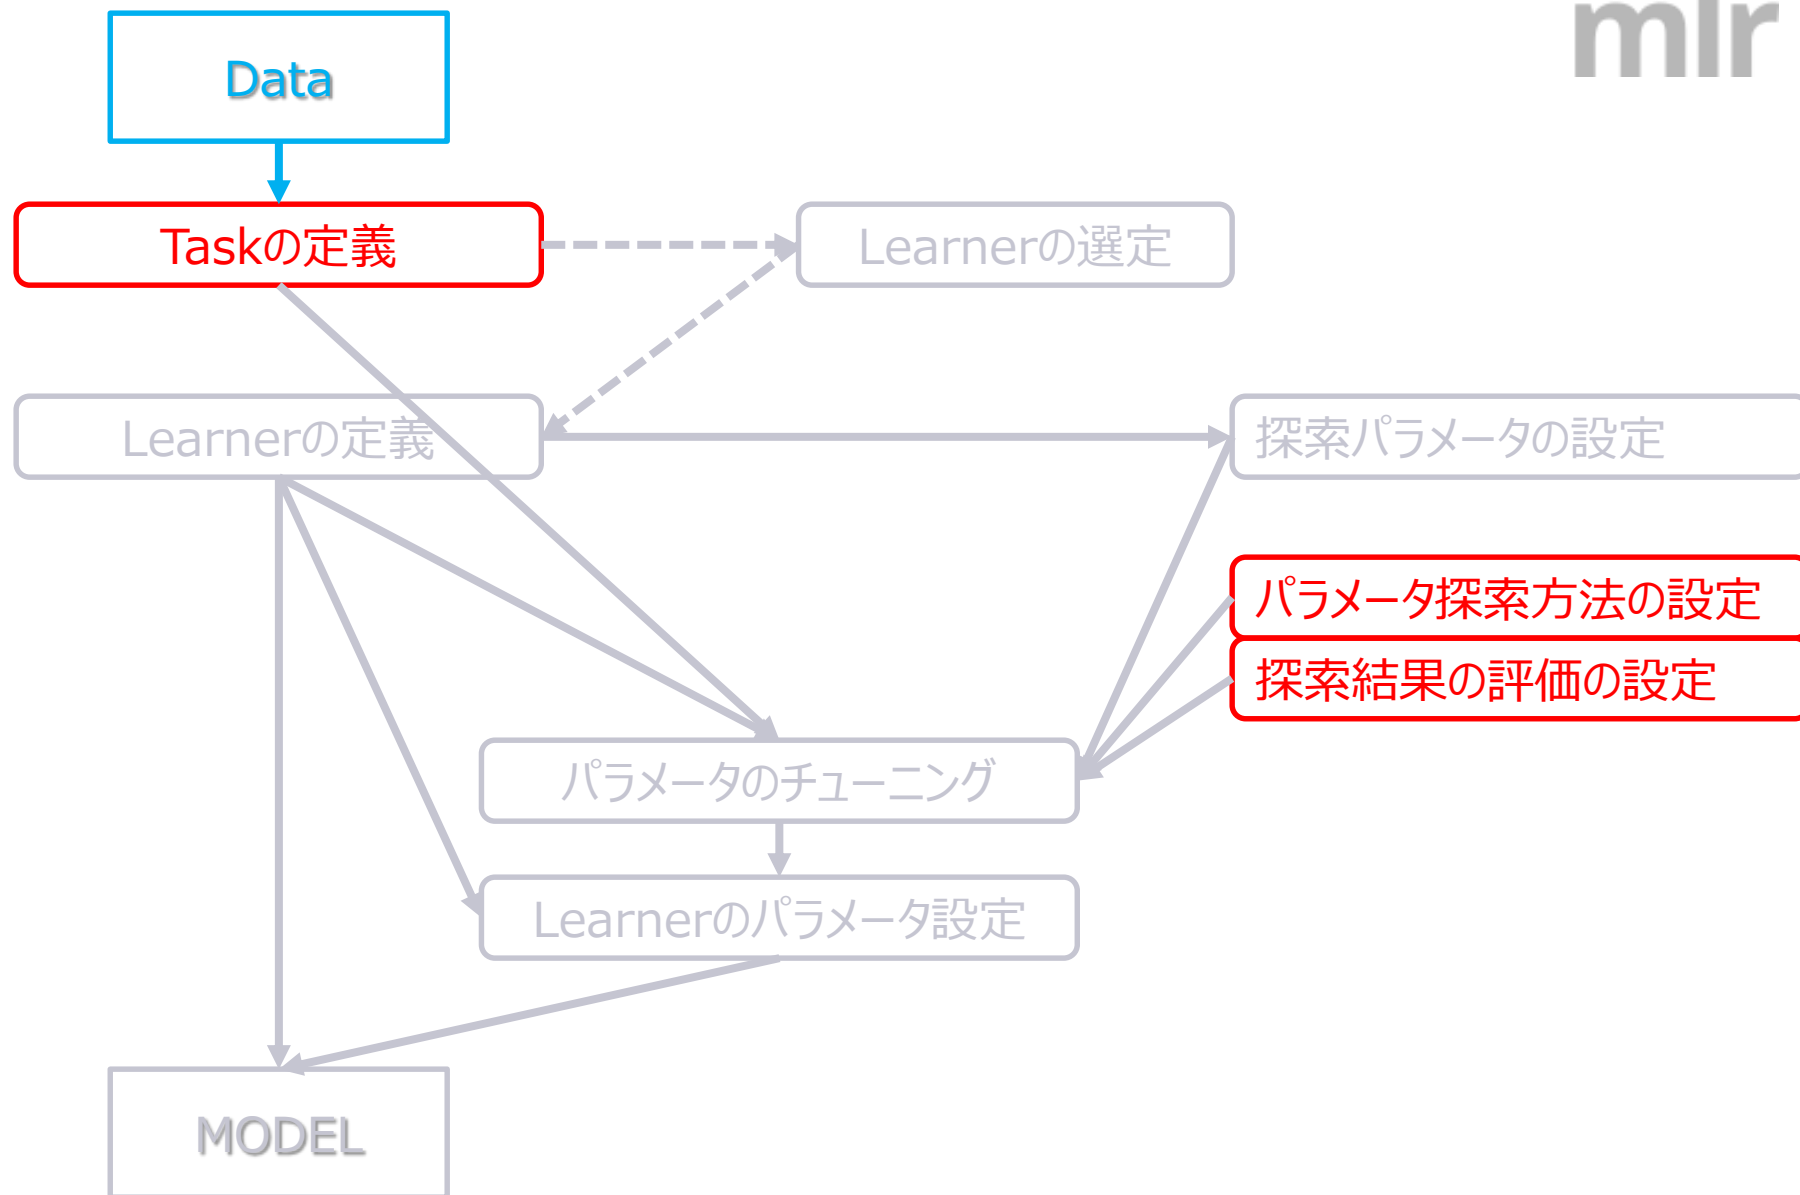 mlr
Data
Taskの定義
Learnerの選定
Learnerの定義
探索パラメータの設定
パラメータ探索方法の設定
探索結果の評価の設定
パラメータのチューニング
Learnerのパラメータ設定
MODEL